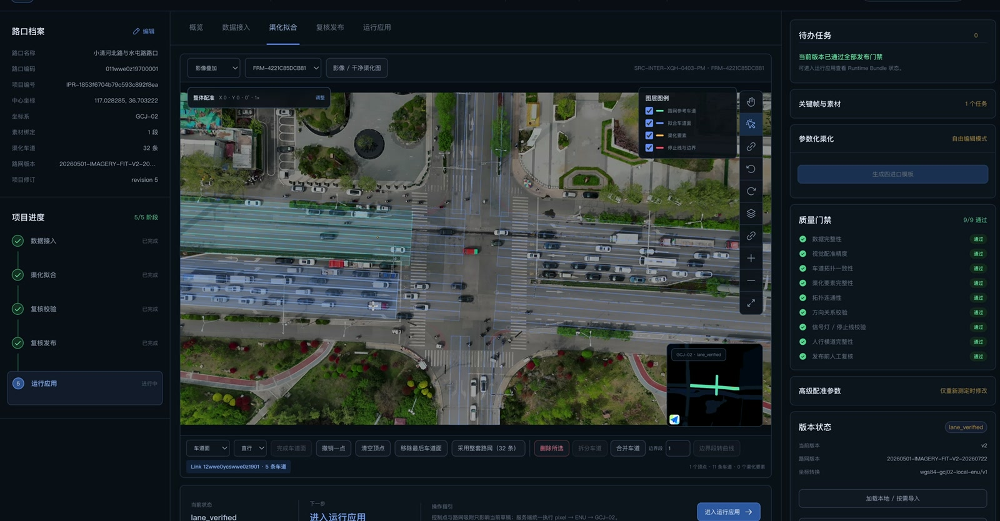 路口档案
编辑
路口名称 小清河北路与水屯路路口
路口编码 011wwe0z19700001
项目编号 IPR-1853f6704b79c593c892f8ea
中心坐标 117.028285, 36.703222
坐标系 GCJ-02
素材绑定 1 段
渠化车道 32 条
路网版本 20260501-IMAGERY-FIT-V2-20...
项目修订 revision 5
项目进度 5/5 阶段
数据接入 已完成
渠化拟合 已完成
复核校验 已完成
复核发布 已完成
5 运行应用 进行中
概览 数据接入 渠化拟合 复核发布 运行应用
影像叠加 FRM-4221C85DCB81 影像 / 干净渠化图 SRC-INTER-XQH-0403-PM · FRM-4221C85DCB81
整体配准 X 0 · Y 0 · 0° · 1× 调整
图层图例
路网参考车道
拟合车道面
渠化要素
停止线与边界
GCJ-02 · lane_verified
车道面 直行 完成车道面 撤销一点 清空顶点 移除最后车道面 采用整套路网（32 条） 删除所选 拆分车道 合并车道 边界段 1 边界段转曲线
Link 12wwe0ycswwe0z1901 · 5 条车道
1 个顶点 · 11 条车道 · 0 个渠化要素
当前状态
lane_verified
下一步
进入运行应用
操作指引
控制点与路网吸附只影响当前草稿；服务端统一执行 pixel → ENU → GCJ-02。
进入运行应用 →
待办任务 0
当前版本已通过全部发布门禁
可进入运行应用查看 Runtime Bundle 状态。
关键帧与素材 1 个任务
参数化渠化 自由编辑模式
生成四进口模板
质量门禁 9/9 通过
数据完整性 通过
视觉配准精度 通过
车道拓扑一致性 通过
渠化要素完整性 通过
拓扑连通性 通过
方向关系校验 通过
信号灯 / 停止线校验 通过
人行横道完整性 通过
发布前人工复核 通过
高级配准参数 仅重新测定时修改
版本状态 lane_verified
当前版本 v2
路网版本 20260501-IMAGERY-FIT-V2-20260722
坐标转换 wgs84-gcj02-local-enu/v1
加载本地 / 按需导入